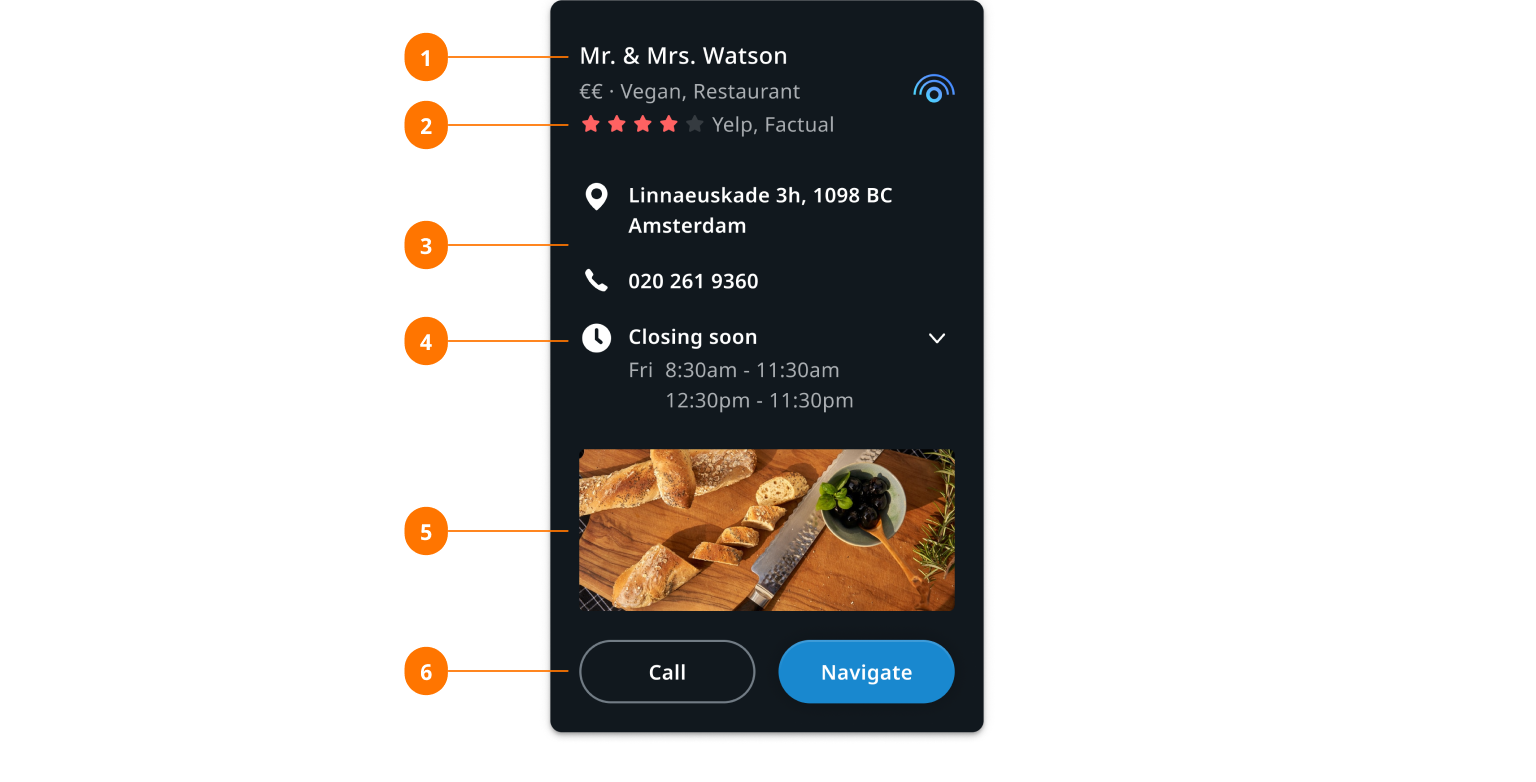 1
Mr. & Mrs. Watson
€€ · Vegan, Restaurant
2
Yelp, Factual
Linnaeuskade 3h, 1098 BC
Amsterdam
3
020 261 9360
4
Closing soon
Fri 8:30am - 11:30am
12:30pm - 11:30pm
5
6
Call
Navigate